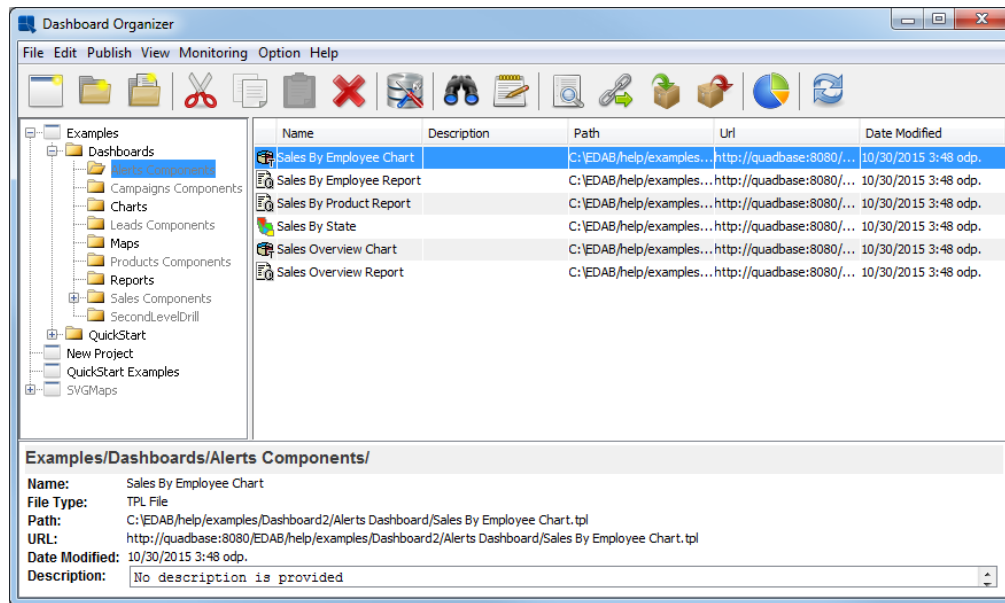 Dashboard Organizer
File Edit Publish View Monitoring Option Help
Examples
Dashboards
Alerts Components
Campaigns Components
Charts
Leads Components
Maps
Products Components
Reports
Sales Components
SecondLevelDrill
QuickStart
New Project
QuickStart Examples
SVGMaps
Name Description Path Url Date Modified
Sales By Employee Chart C:\EDAB/help/examples... http://quadbase:8080/... 10/30/2015 3:48 odp.
Sales By Employee Report C:\EDAB/help/examples... http://quadbase:8080/... 10/30/2015 3:48 odp.
Sales By Product Report C:\EDAB/help/examples... http://quadbase:8080/... 10/30/2015 3:48 odp.
Sales By State C:\EDAB/help/examples... http://quadbase:8080/... 10/30/2015 3:48 odp.
Sales Overview Chart C:\EDAB/help/examples... http://quadbase:8080/... 10/30/2015 3:48 odp.
Sales Overview Report C:\EDAB/help/examples... http://quadbase:8080/... 10/30/2015 3:48 odp.
Examples/Dashboards/Alerts Components/
Name: Sales By Employee Chart
File Type: TPL File
Path: C:\EDAB/help/examples/Dashboard2/Alerts Dashboard/Sales By Employee Chart.tpl
URL: http://quadbase:8080/EDAB/help/examples/Dashboard2/Alerts Dashboard/Sales By Employee Chart.tpl
Date Modified: 10/30/2015 3:48 odp.
Description: No description is provided